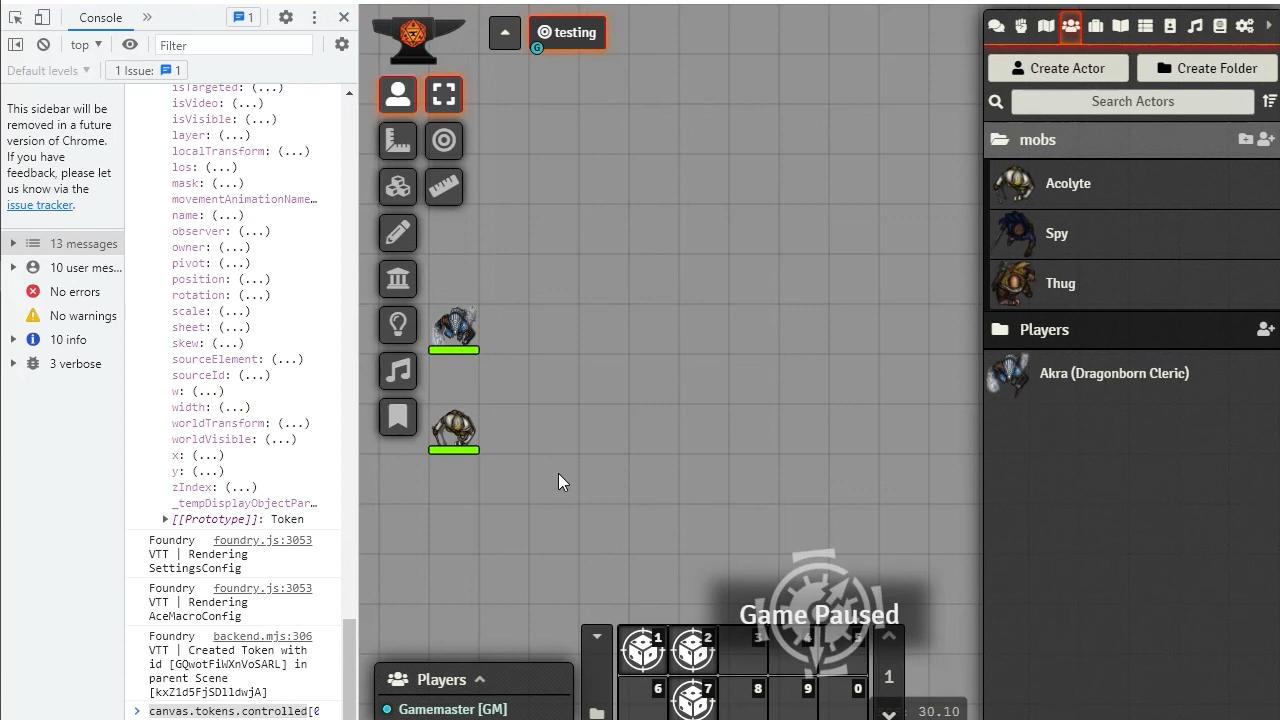 Console
1
top
Filter
Default levels
1 Issue:
1
This sidebar will be
removed in a future
version of Chrome.
If you have
feedback, please let
us know via the
issue tracker.
13 messages
10 user mes...
No errors
No warnings
10 info
3 verbose
isTargeted: (...)
isVideo: (...)
isVisible: (...)
layer: (...)
localTransform: (...)
los: (...)
mask: (...)
movementAnimationName…
name: (...)
observer: (...)
owner: (...)
pivot: (...)
position: (...)
rotation: (...)
scale: (...)
sheet: (...)
skew: (...)
sourceElement: (...)
sourceId: (...)
w: (...)
width: (...)
worldTransform: (...)
worldVisible: (...)
x: (...)
y: (...)
zIndex: (...)
_tempDisplayObjectPar…
[[Prototype]]: Token
Foundry foundry.js:3053
VTT | Rendering
SettingsConfig
Foundry foundry.js:3053
VTT | Rendering
AceMacroConfig
Foundry backend.mjs:306
VTT | Created Token with
id [GQwotFiWXnVoSARL] in
parent Scene
[kxZ1d5FjSDlldwjA]
canvas.tokens.controlled[0
testing
G
Game Paused
Players
Gamemaster [GM]
1 2 3 4 5
6 7 8 9 0
1
30.10
Create Actor
Create Folder
Search Actors
mobs
Acolyte
Spy
Thug
Players
Akra (Dragonborn Cleric)